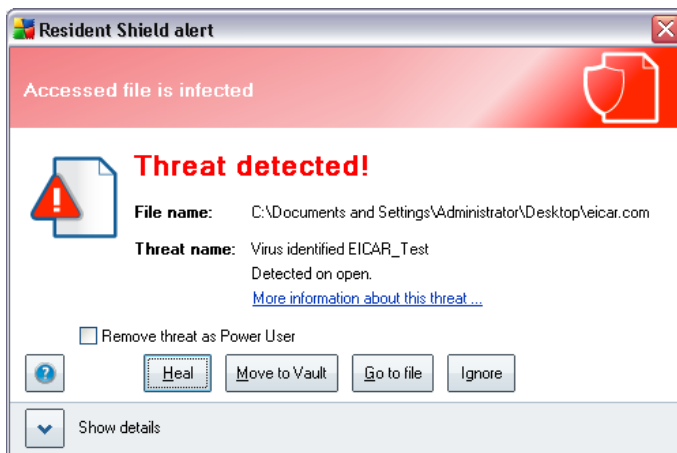 Resident Shield alert
Accessed file is infected
Threat detected!
File name: C:\Documents and Settings\Administrator\Desktop\eicar.com
Threat name: Virus identified EICAR_Test
Detected on open.
More information about this threat ...
Remove threat as Power User
? Heal Move to Vault Go to file Ignore
Show details